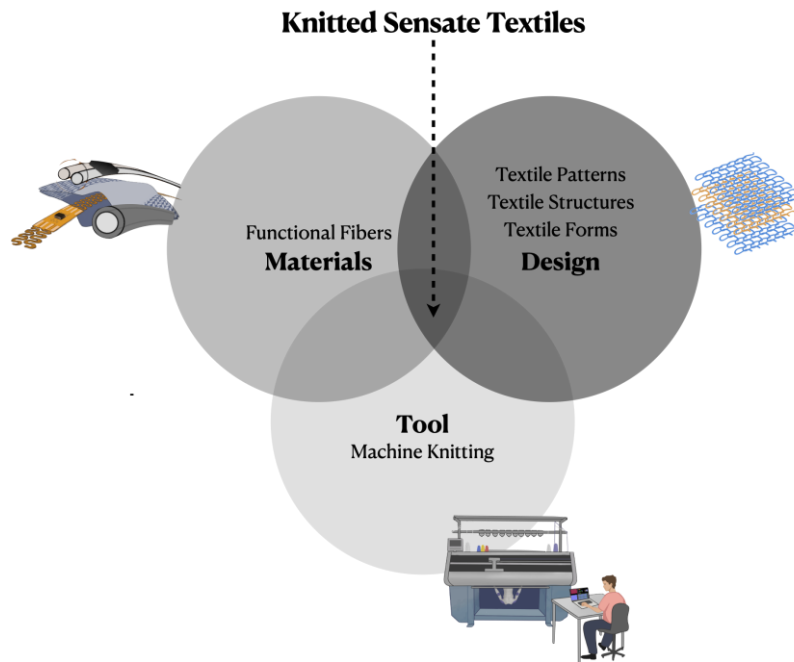 Knitted Sensate Textiles
Functional Fibers
Materials
Textile Patterns
Textile Structures
Textile Forms
Design
Tool
Machine Knitting